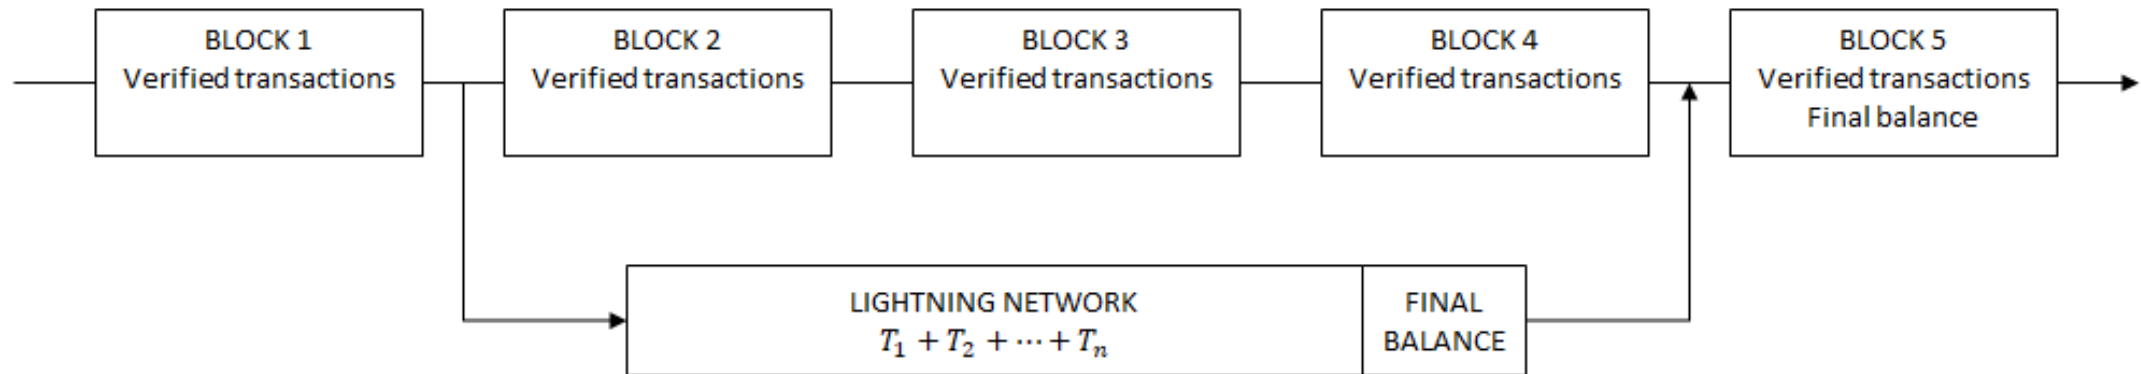 BLOCK 1
Verified transactions
BLOCK 2
Verified transactions
BLOCK 3
Verified transactions
BLOCK 4
Verified transactions
BLOCK 5
Verified transactions
Final balance
LIGHTNING NETWORK
T₁ + T₂ + ⋯ + Tₙ
FINAL
BALANCE